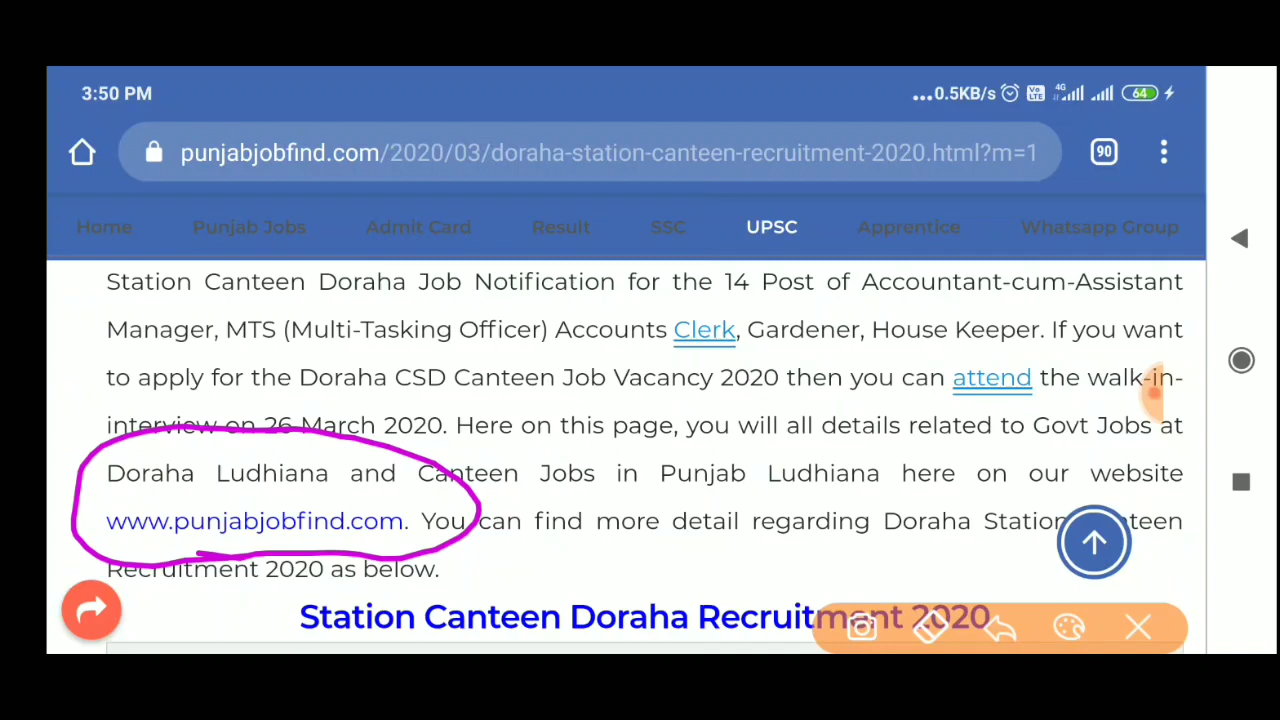 3:50 PM
...0.5KB/s Vo LTE 4G 64
punjabjobfind.com/2020/03/doraha-station-canteen-recruitment-2020.html?m=1 90
Home Punjab Jobs Admit Card Result SSC UPSC Apprentice Whatsapp Group
Station Canteen Doraha Job Notification for the 14 Post of Accountant-cum-Assistant
Manager, MTS (Multi-Tasking Officer) Accounts Clerk, Gardener, House Keeper. If you want
to apply for the Doraha CSD Canteen Job Vacancy 2020 then you can attend the walk-in-
interview on 26 March 2020. Here on this page, you will all details related to Govt Jobs at
Doraha Ludhiana and Canteen Jobs in Punjab Ludhiana here on our website
www.punjabjobfind.com. You can find more detail regarding Doraha Station Canteen
Recruitment 2020 as below.
Station Canteen Doraha Recruitment 2020